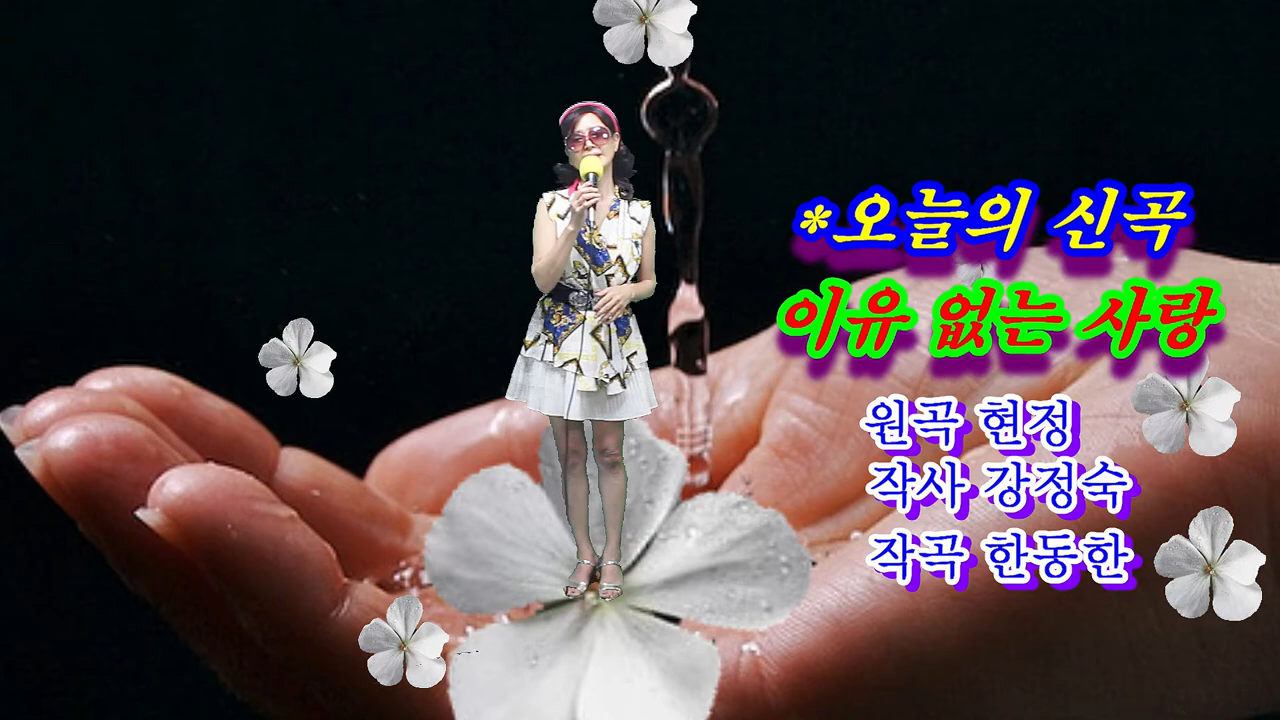 *오늘의 신곡
이유 없는 사랑
원곡 현정
작사 강정숙
작곡 한동한